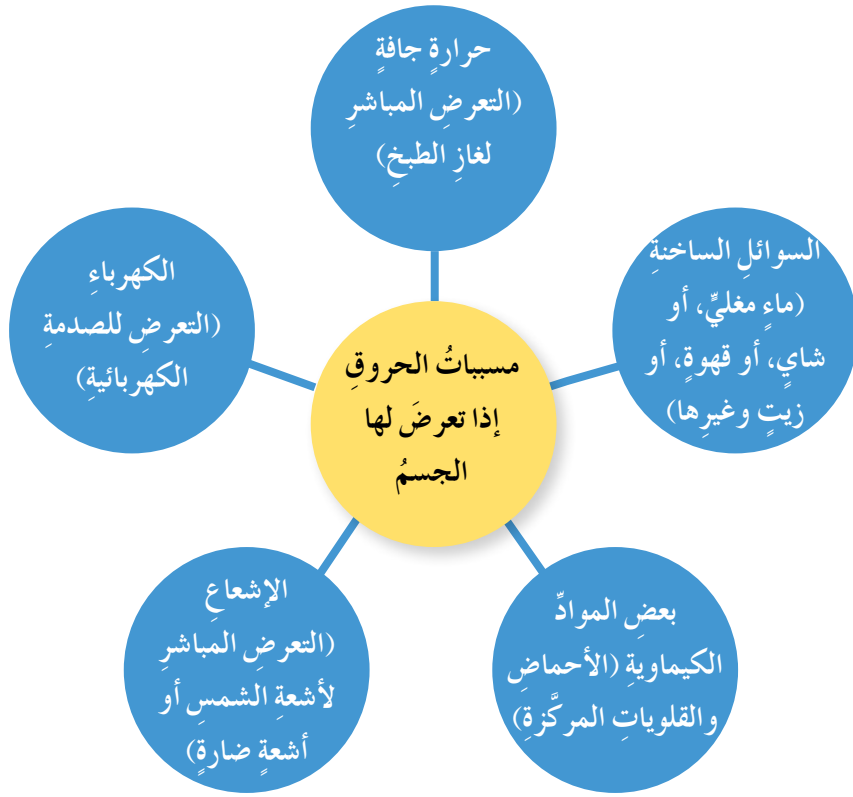 حرارةٍ جافةٍ
(التعرضِ المباشرِ
لغازِ الطبخِ)
السوائلِ الساخنةِ
(ماءٍ مغليٍّ، أو
شايٍ، أو قهوةٍ، أو
زيتٍ وغيرِها)
الكهرباءِ
(التعرضِ للصدمةِ
الكهربائيةِ)
مسبباتُ الحروقِ
إذا تعرضَ لها
الجسمُ
بعضِ الموادِّ
الكيماويةِ (الأحماضِ
والقلوياتِ المركَّزةِ)
الإشعاعِ
(التعرضِ المباشرِ
لأشعةِ الشمسِ أو
أشعةٍ ضارةٍ)